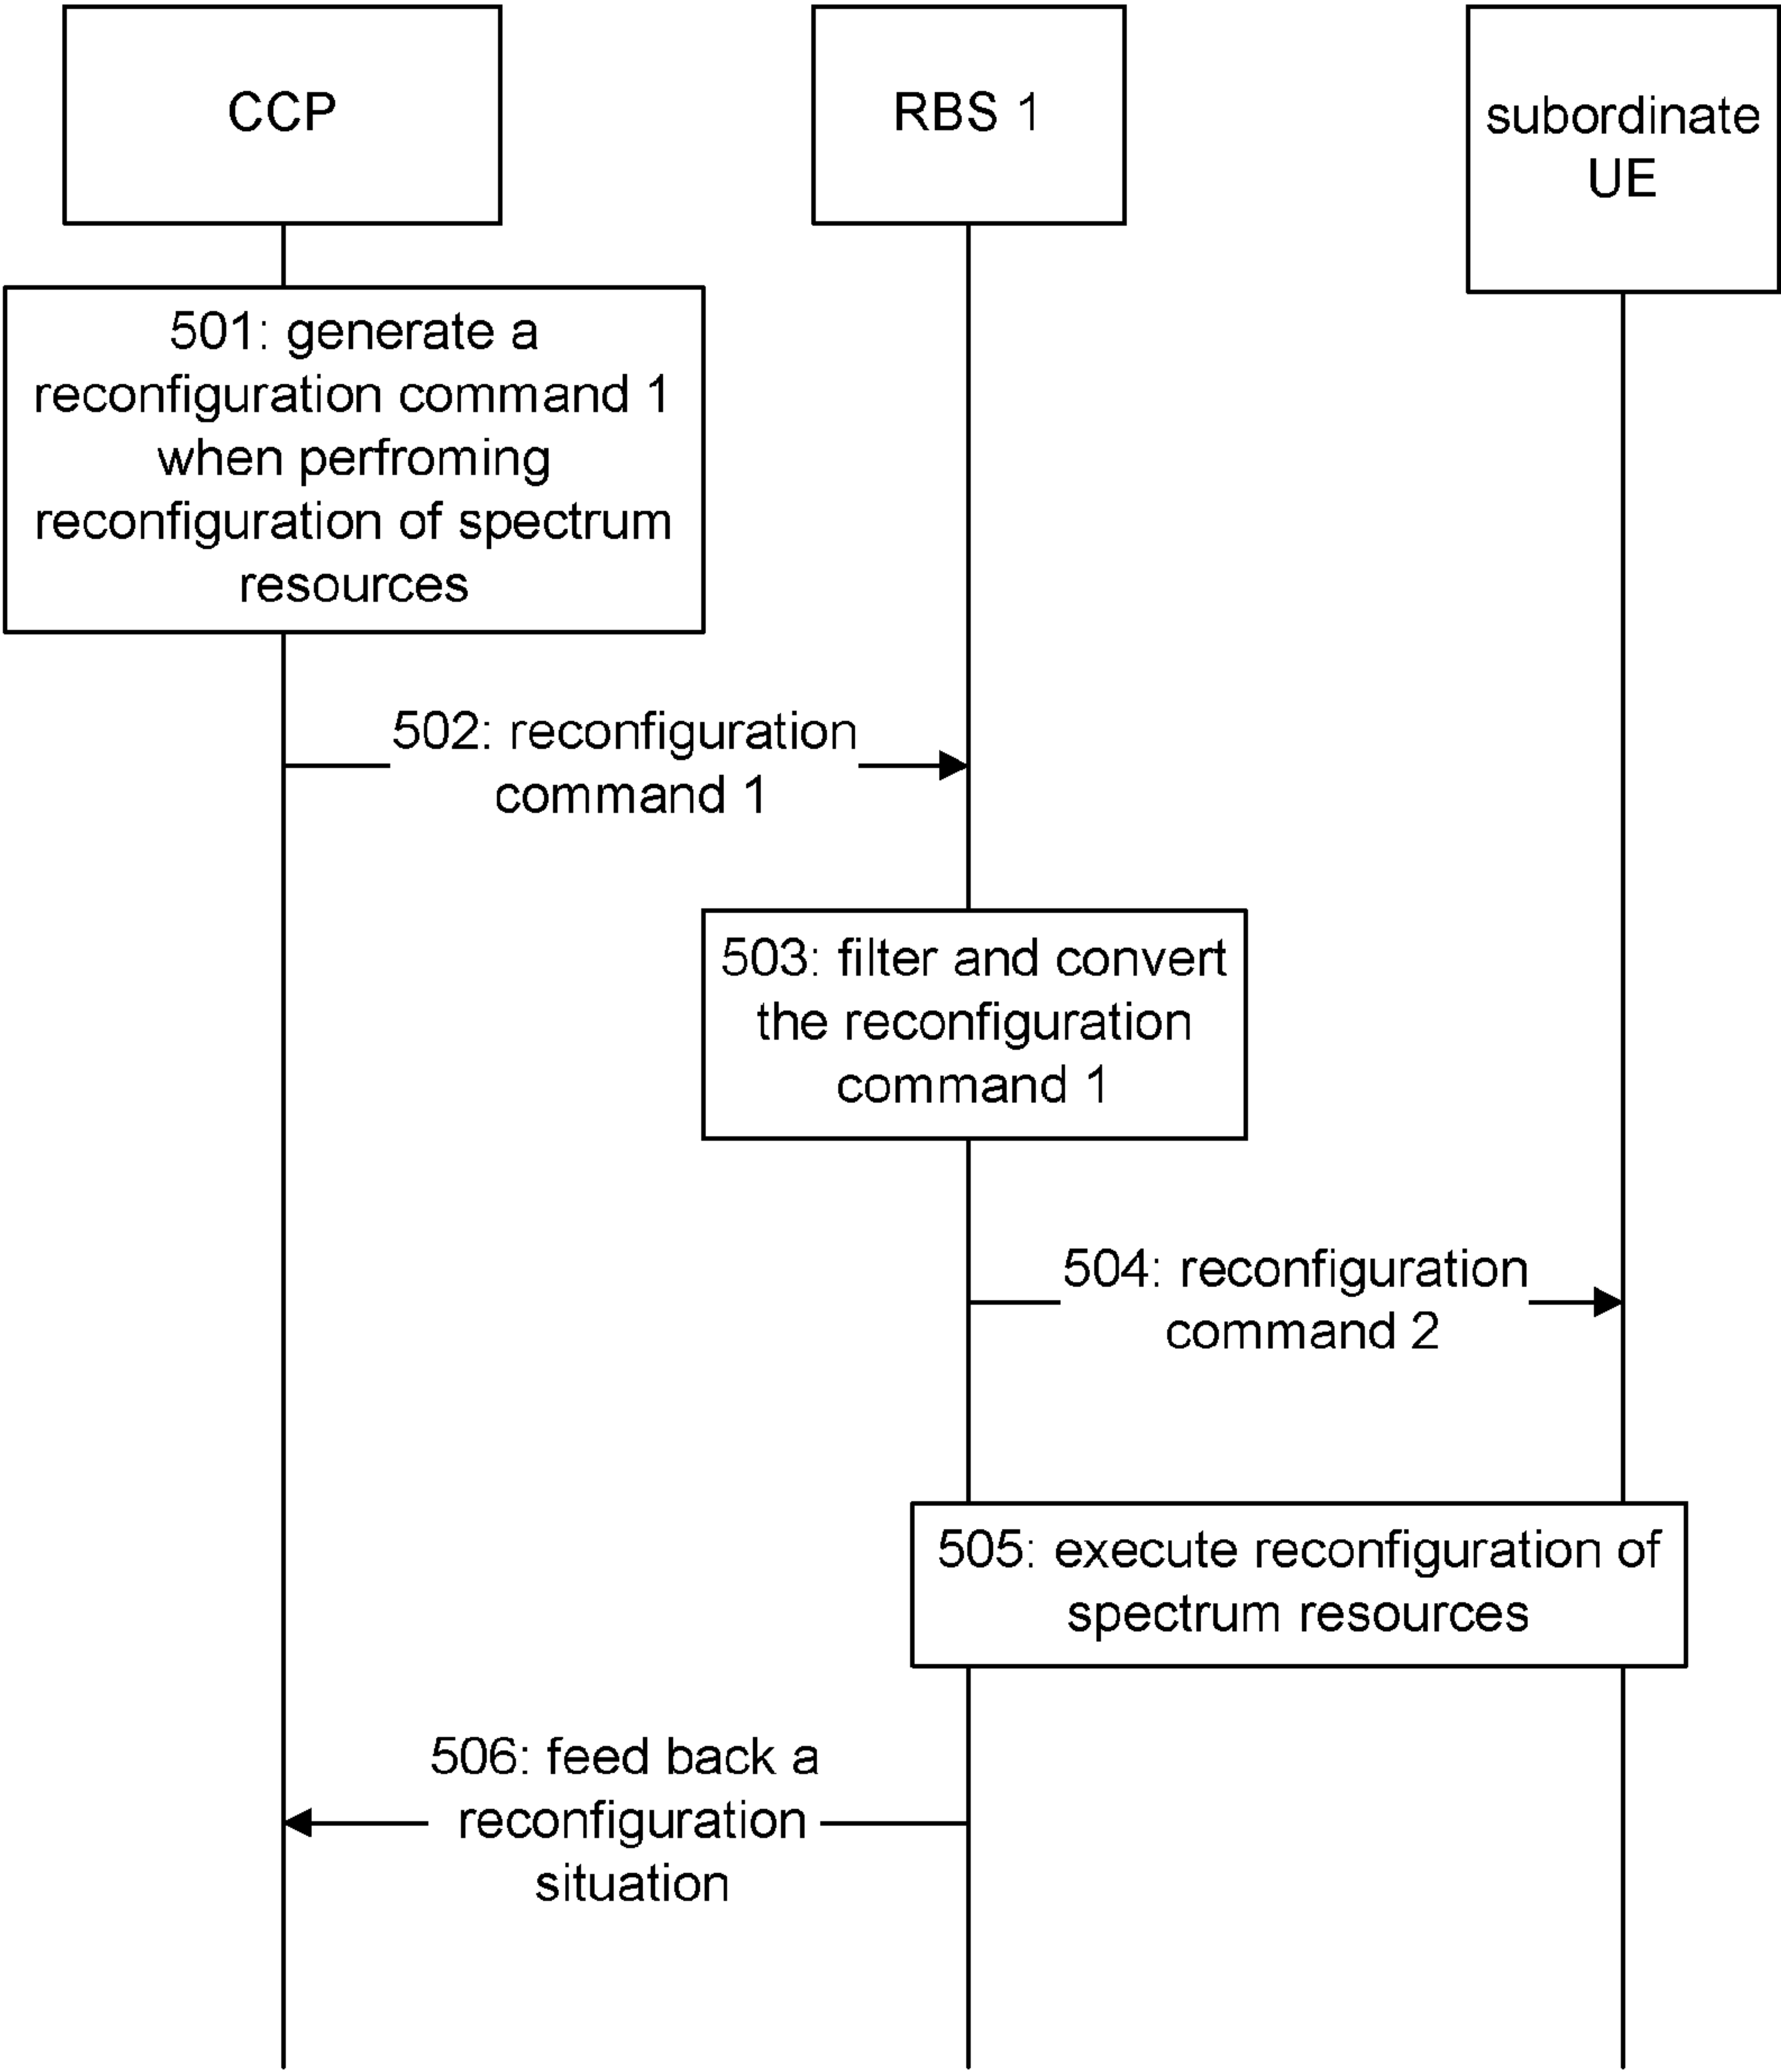 CCP
RBS 1
subordinate
UE
501: generate a
reconfiguration command 1
when perfroming
reconfiguration of spectrum
resources
502: reconfiguration
command 1
503: filter and convert
the reconfiguration
command 1
504: reconfiguration
command 2
505: execute reconfiguration of
spectrum resources
506: feed back a
reconfiguration
situation